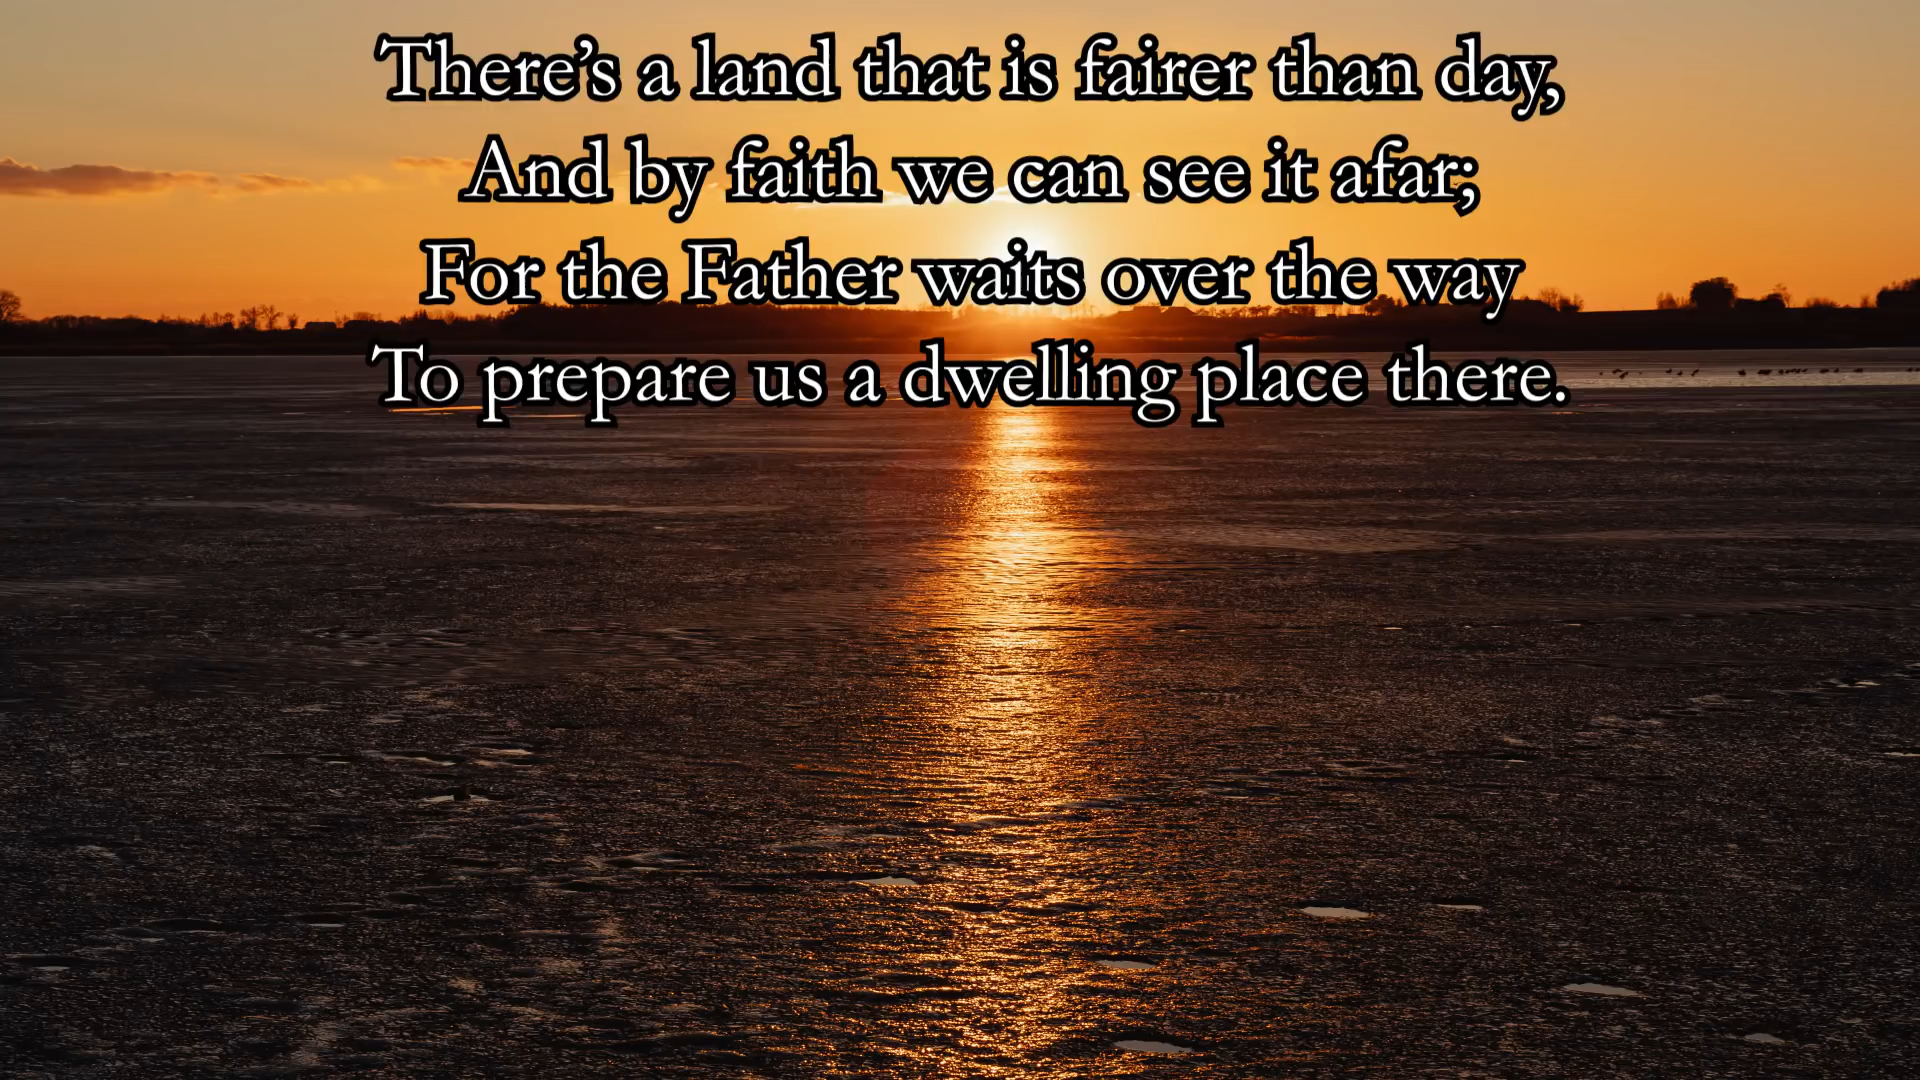 There’s a land that is fairer than day,
And by faith we can see it afar;
For the Father waits over the way
To prepare us a dwelling place there.